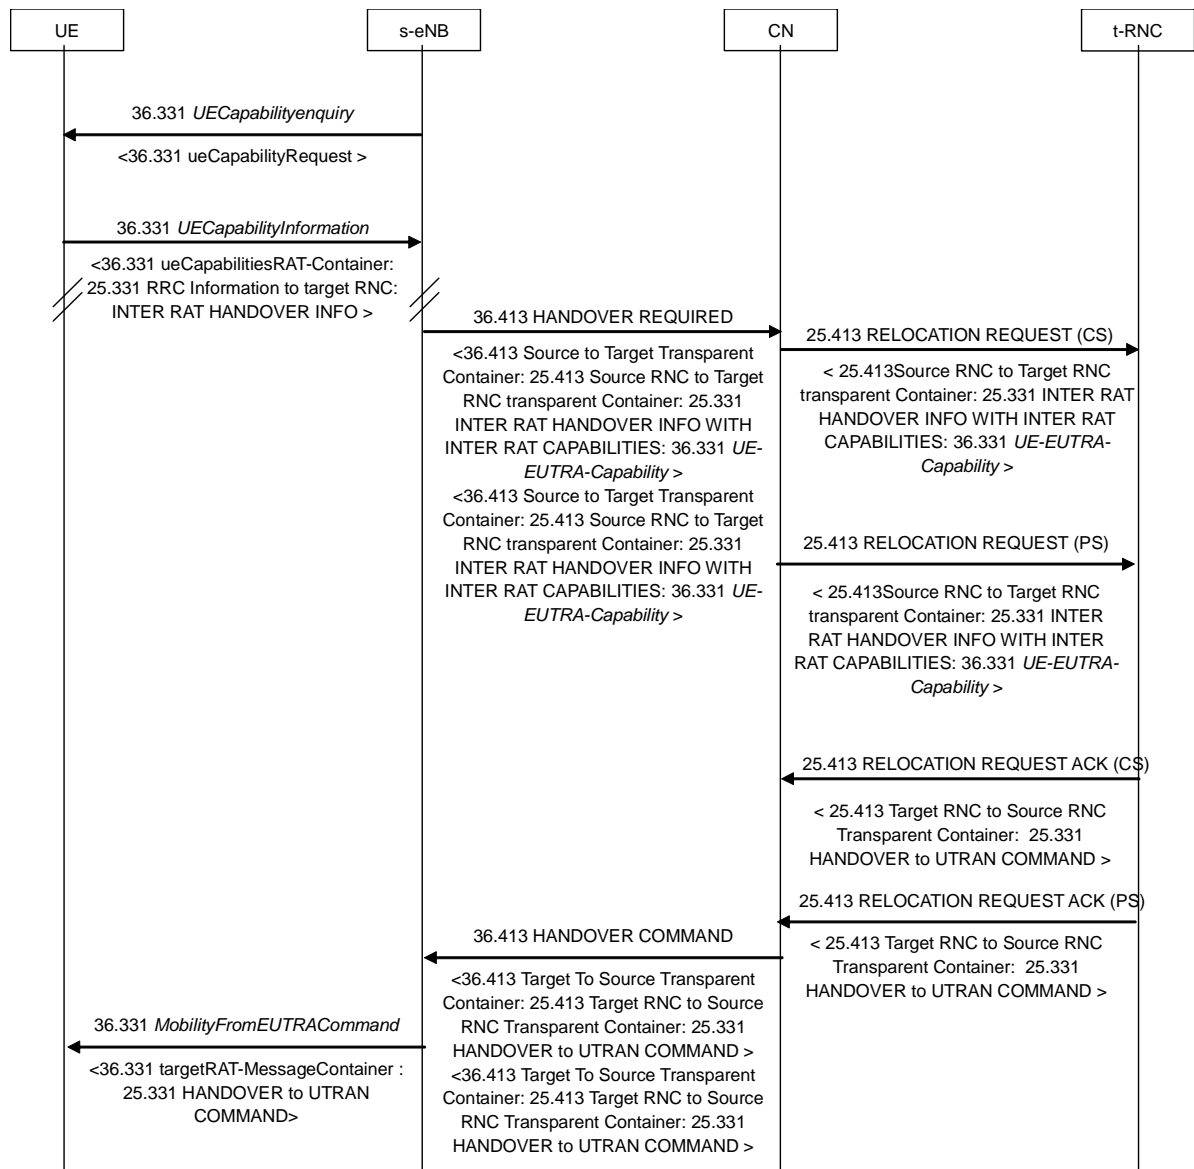 UE
s-eNB
CN
t-RNC
36.331 UECapabilityenquiry
<36.331 ueCapabilityRequest >
36.331 UECapabilityInformation
<36.331 ueCapabilitiesRAT-Container:
25.331 RRC Information to target RNC:
INTER RAT HANDOVER INFO >
36.413 HANDOVER REQUIRED
<36.413 Source to Target Transparent
Container: 25.413 Source RNC to Target
RNC transparent Container: 25.331
INTER RAT HANDOVER INFO WITH
INTER RAT CAPABILITIES: 36.331 UE-
EUTRA-Capability >
<36.413 Source to Target Transparent
Container: 25.413 Source RNC to Target
RNC transparent Container: 25.331
INTER RAT HANDOVER INFO WITH
INTER RAT CAPABILITIES: 36.331 UE-
EUTRA-Capability >
25.413 RELOCATION REQUEST (CS)
< 25.413Source RNC to Target RNC
transparent Container: 25.331 INTER RAT
HANDOVER INFO WITH INTER RAT
CAPABILITIES: 36.331 UE-EUTRA-
Capability >
25.413 RELOCATION REQUEST (PS)
< 25.413Source RNC to Target RNC
transparent Container: 25.331 INTER
RAT HANDOVER INFO WITH INTER
RAT CAPABILITIES: 36.331 UE-EUTRA-
Capability >
25.413 RELOCATION REQUEST ACK (CS)
< 25.413 Target RNC to Source RNC
Transparent Container: 25.331
HANDOVER to UTRAN COMMAND >
25.413 RELOCATION REQUEST ACK (PS)
< 25.413 Target RNC to Source RNC
Transparent Container: 25.331
HANDOVER to UTRAN COMMAND >
36.413 HANDOVER COMMAND
<36.413 Target To Source Transparent
Container: 25.413 Target RNC to Source
RNC Transparent Container: 25.331
HANDOVER to UTRAN COMMAND >
<36.413 Target To Source Transparent
Container: 25.413 Target RNC to Source
RNC Transparent Container: 25.331
HANDOVER to UTRAN COMMAND >
36.331 MobilityFromEUTRACommand
<36.331 targetRAT-MessageContainer :
25.331 HANDOVER to UTRAN
COMMAND>